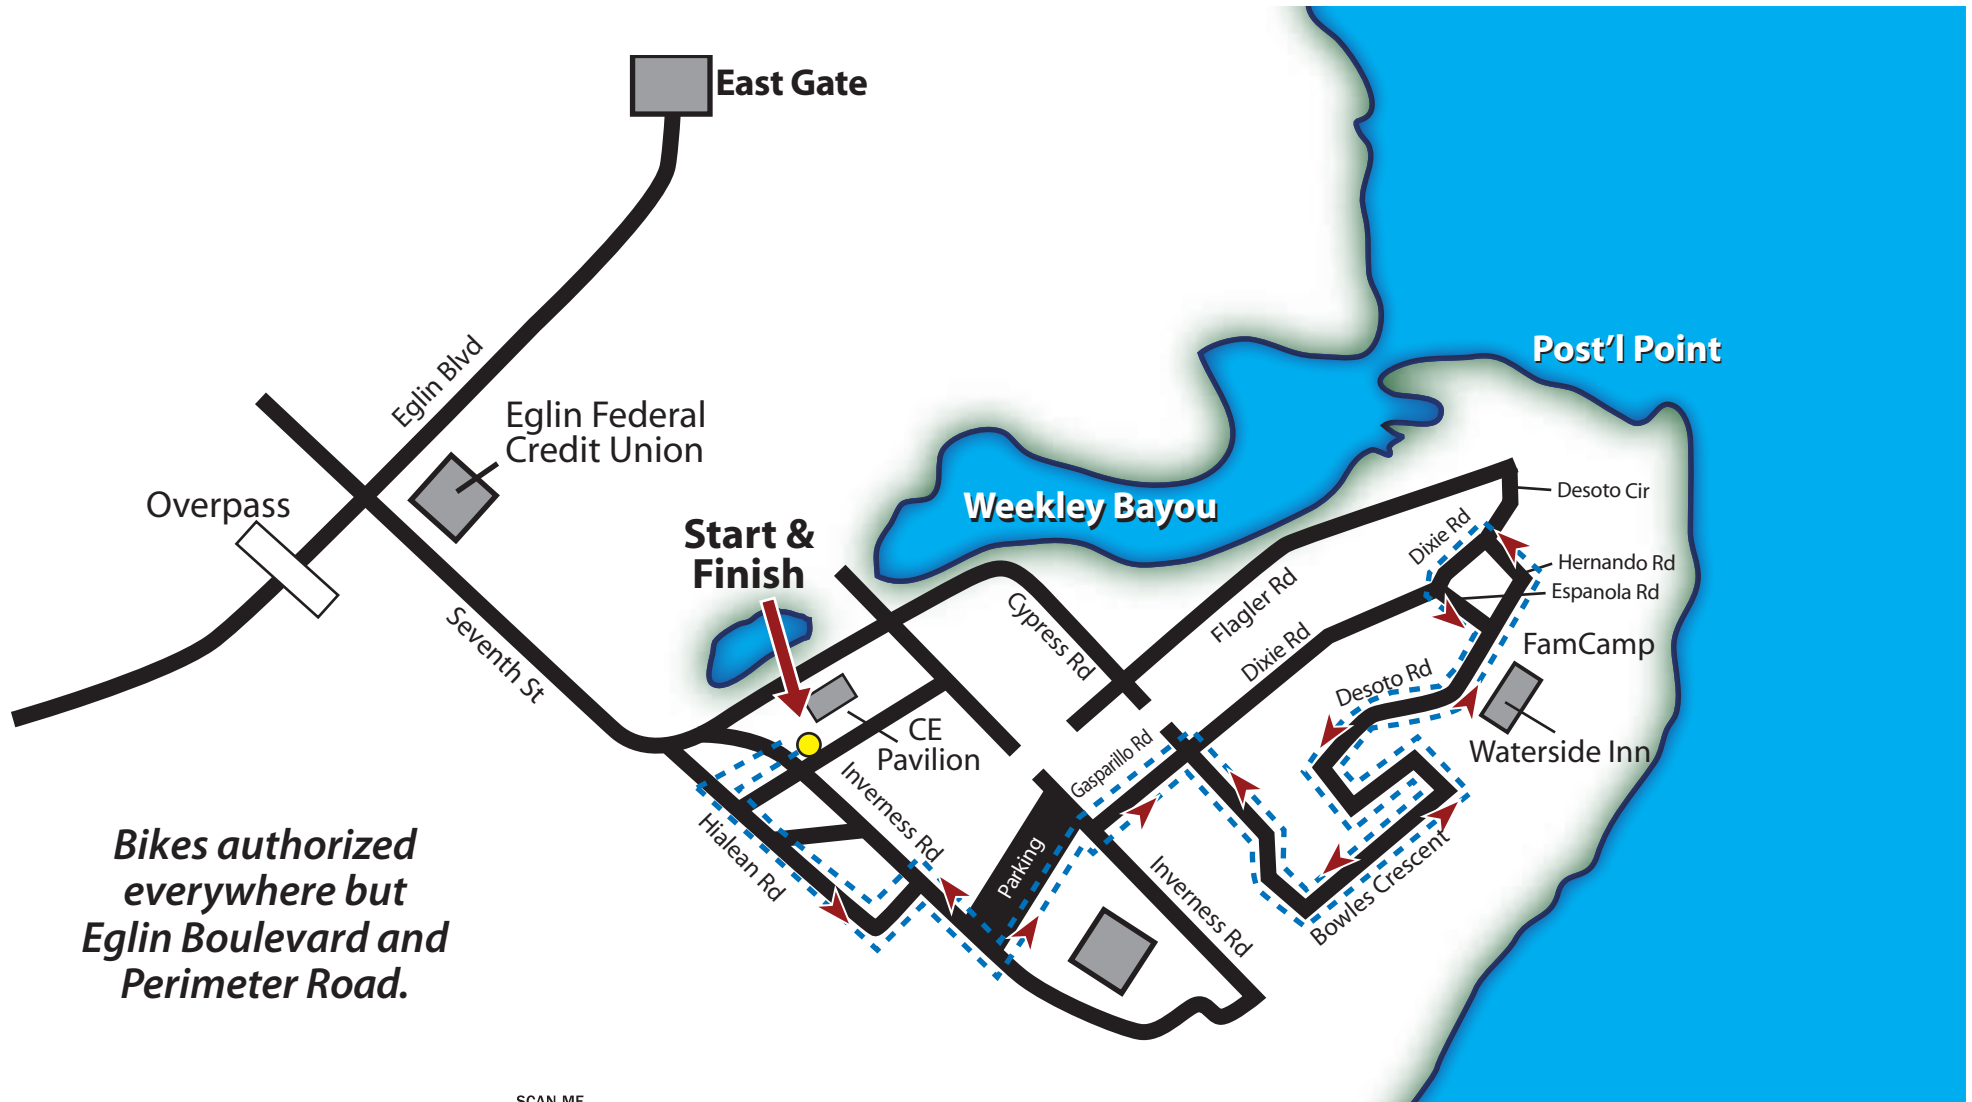 East Gate
Post'l Point
Eglin Blvd
Eglin Federal
Credit Union
Overpass
Weekley Bayou
Desoto Cir
Start &
Finish
Dixie Rd
Hernando Rd
Espanola Rd
Flagler Rd
Cypress Rd
Seventh St
Dixie Rd
FamCamp
Desoto Rd
CE
Pavilion
Gasparillo Rd
Waterside Inn
Inverness Rd
Hialean Rd
Parking
Inverness Rd
Bowles Crescent
Bikes authorized
everywhere but
Eglin Boulevard and
Perimeter Road.
SCAN ME